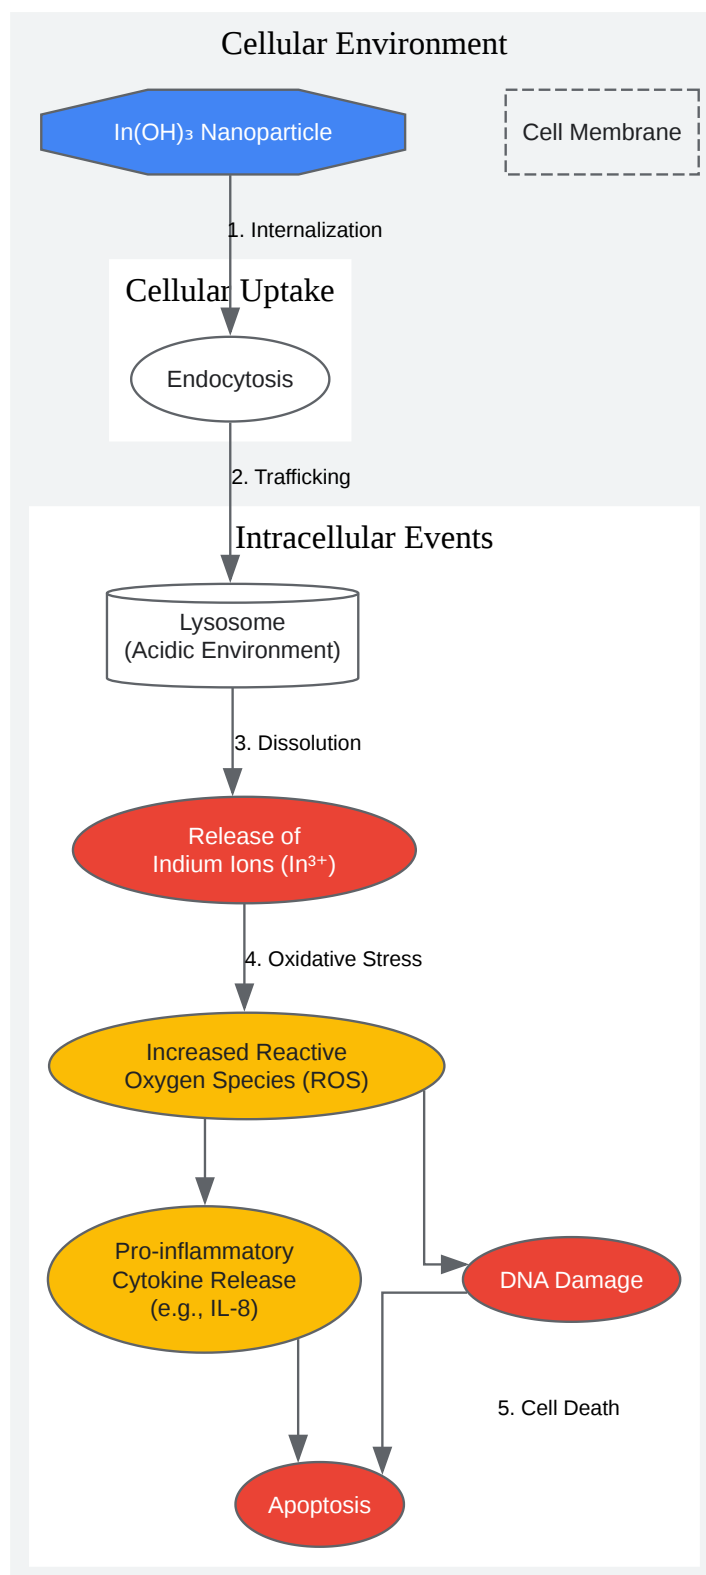 Cellular Environment
In(OH)₃ Nanoparticle
Cell Membrane
1. Internalization
Cellular Uptake
Endocytosis
2. Trafficking
Intracellular Events
Lysosome
(Acidic Environment)
3. Dissolution
Release of
Indium Ions (In³⁺)
4. Oxidative Stress
Increased Reactive
Oxygen Species (ROS)
Pro-inflammatory
Cytokine Release
(e.g., IL-8)
DNA Damage
5. Cell Death
Apoptosis